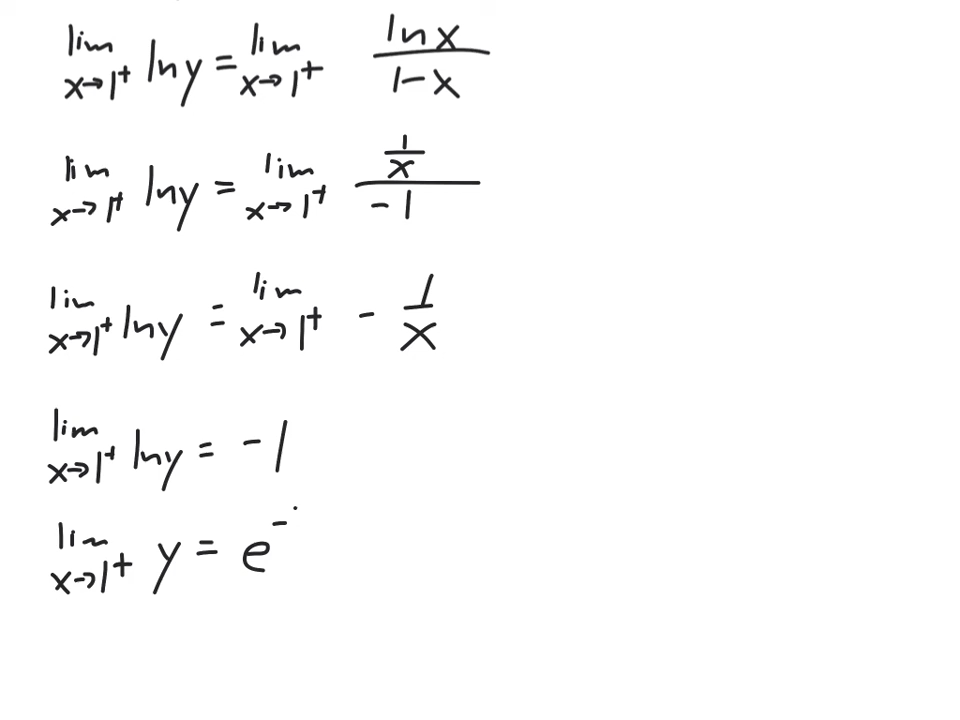 lim x→1⁺ ln y = lim x→1⁺ ln x / 1-x
lim x→1⁺ ln y = lim x→1⁺ (1/x) / -1
lim x→1⁺ ln y = lim x→1⁺ - 1/x
lim x→1⁺ ln y = -1
lim x→1⁺ y = e⁻